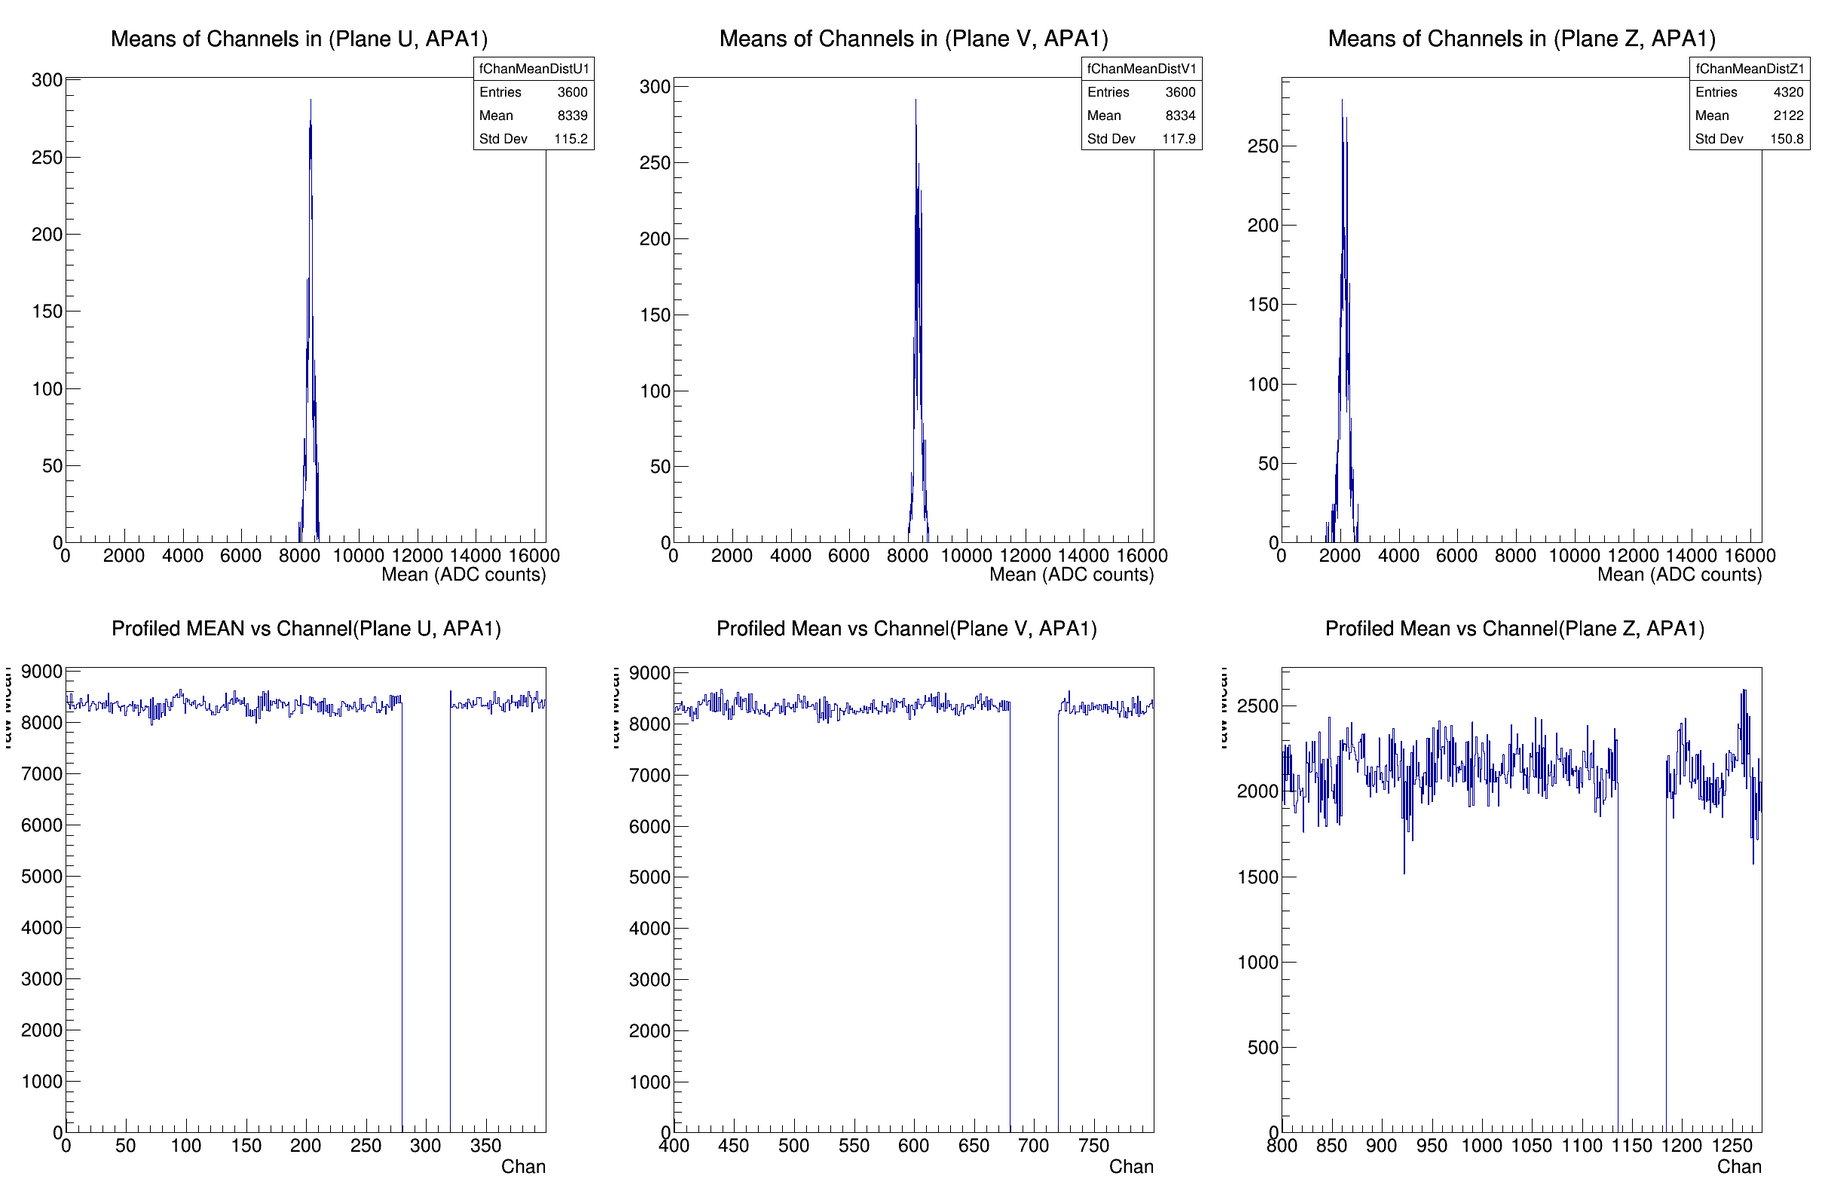 Means of Channels in (Plane U, APA1)
fChanMeanDistU1
Entries 3600
Mean 8339
Std Dev 115.2
300
250
200
150
100
50
0
0 2000 4000 6000 8000 10000 12000 14000 16000
Mean (ADC counts)
Means of Channels in (Plane V, APA1)
fChanMeanDistV1
Entries 3600
Mean 8334
Std Dev 117.9
300
250
200
150
100
50
0
0 2000 4000 6000 8000 10000 12000 14000 16000
Mean (ADC counts)
Means of Channels in (Plane Z, APA1)
fChanMeanDistZ1
Entries 4320
Mean 2122
Std Dev 150.8
250
200
150
100
50
0
0 2000 4000 6000 8000 10000 12000 14000 16000
Mean (ADC counts)
Profiled MEAN vs Channel(Plane U, APA1)
9000
8000
7000
6000
5000
4000
3000
2000
1000
0
0 50 100 150 200 250 300 350
Chan
Profiled Mean vs Channel(Plane V, APA1)
9000
8000
7000
6000
5000
4000
3000
2000
1000
0
400 450 500 550 600 650 700 750
Chan
Profiled Mean vs Channel(Plane Z, APA1)
2500
2000
1500
1000
500
0
800 850 900 950 1000 1050 1100 1150 1200 1250
Chan